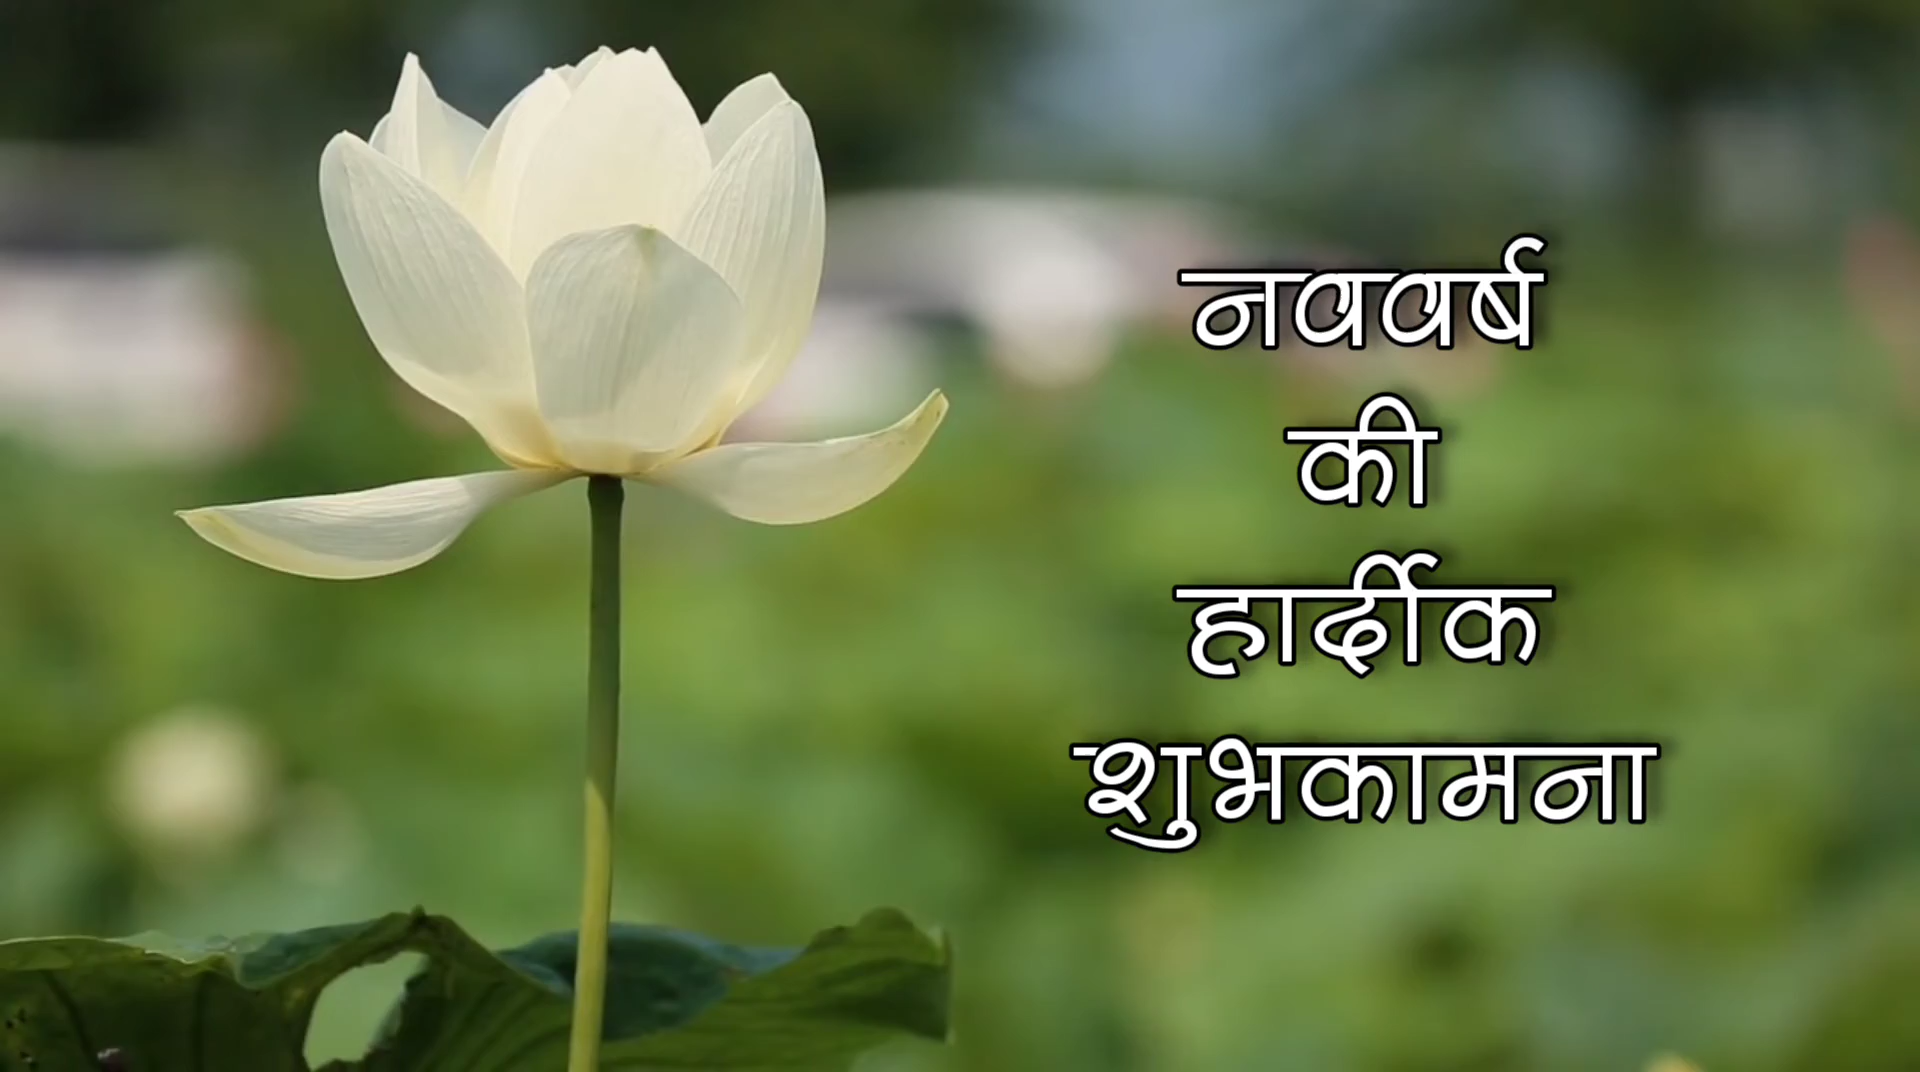 नववर्ष
की
हार्दीक
शुभकामना